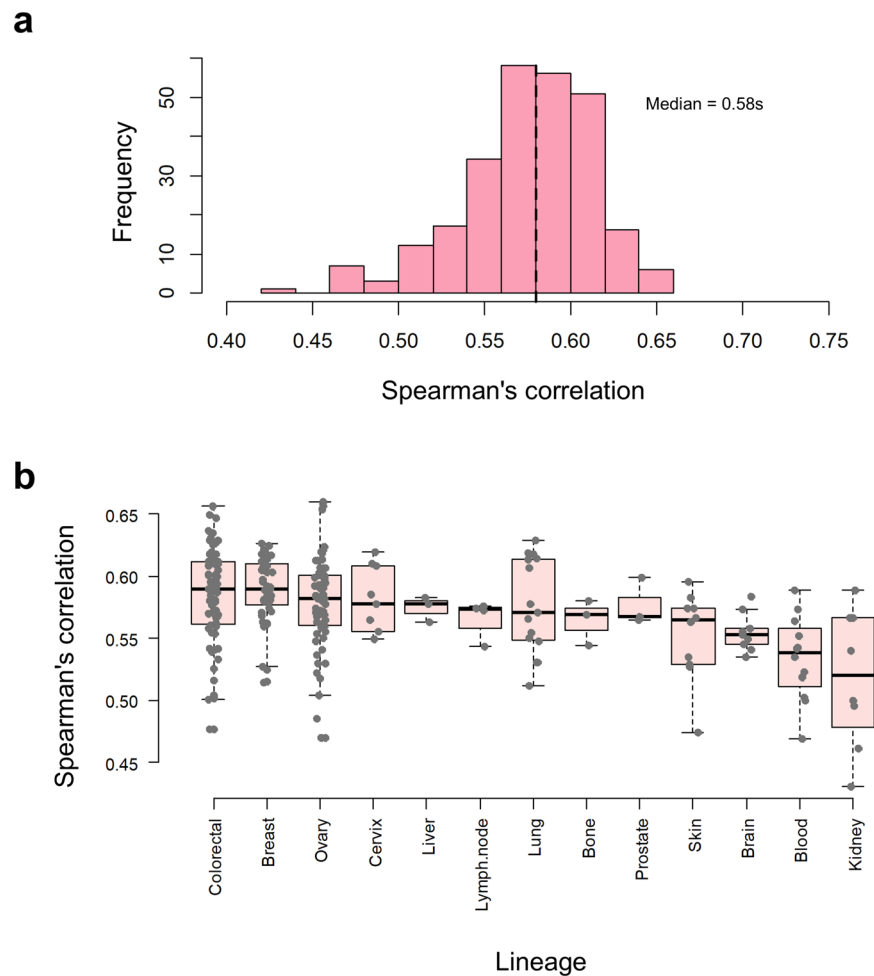 a
Frequency
50
30
10
0
Median = 0.58s
0.40 0.45 0.50 0.55 0.60 0.65 0.70 0.75
Spearman's correlation
b
Spearman's correlation
0.65
0.60
0.55
0.50
0.45
Colorectal Breast Ovary Cervix Liver Lymph.node Lung Bone Prostate Skin Brain Blood Kidney
Lineage